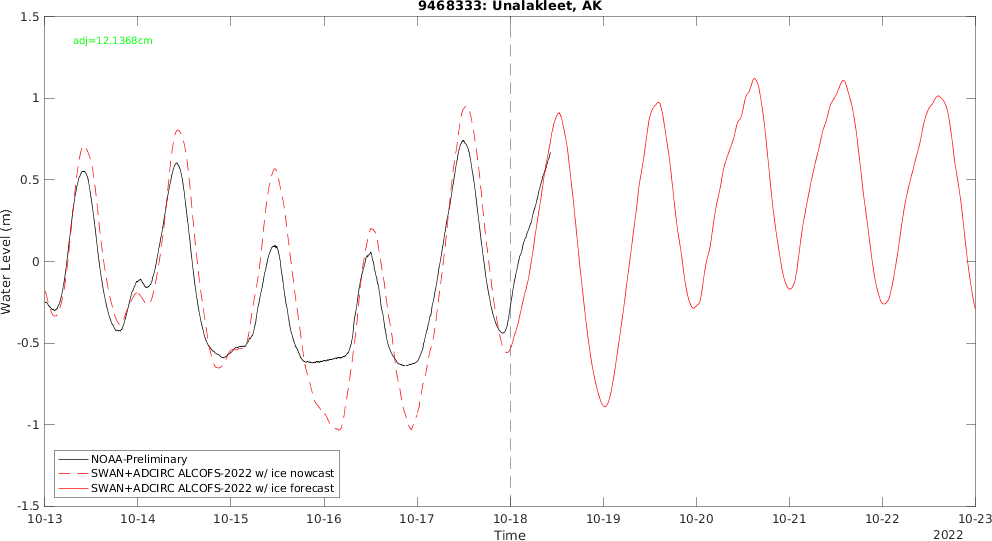 9468333: Unalakleet, AK
adj=12.1368cm
Water Level (m)
1.5
1
0.5
0
-0.5
-1
-1.5
NOAA-Preliminary
SWAN+ADCIRC ALCOFS-2022 w/ ice nowcast
SWAN+ADCIRC ALCOFS-2022 w/ ice forecast
10-13 10-14 10-15 10-16 10-17 10-18 10-19 10-20 10-21 10-22 10-23
Time
2022